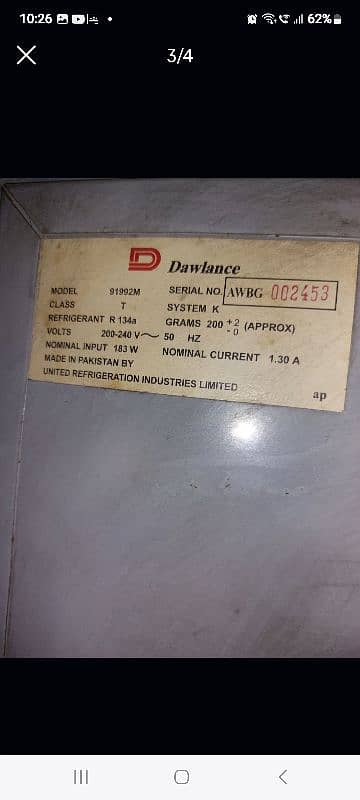 10:26 62%
3/4
Dawlance
MODEL 91992M SERIAL NO. AWBG 002453
CLASS T SYSTEM K
REFRIGERANT R 134a GRAMS 200 +2 -0 (APPROX)
VOLTS 200-240 V~ 50 HZ
NOMINAL INPUT 183 W NOMINAL CURRENT 1.30 A
MADE IN PAKISTAN BY
UNITED REFRIGERATION INDUSTRIES LIMITED
ap